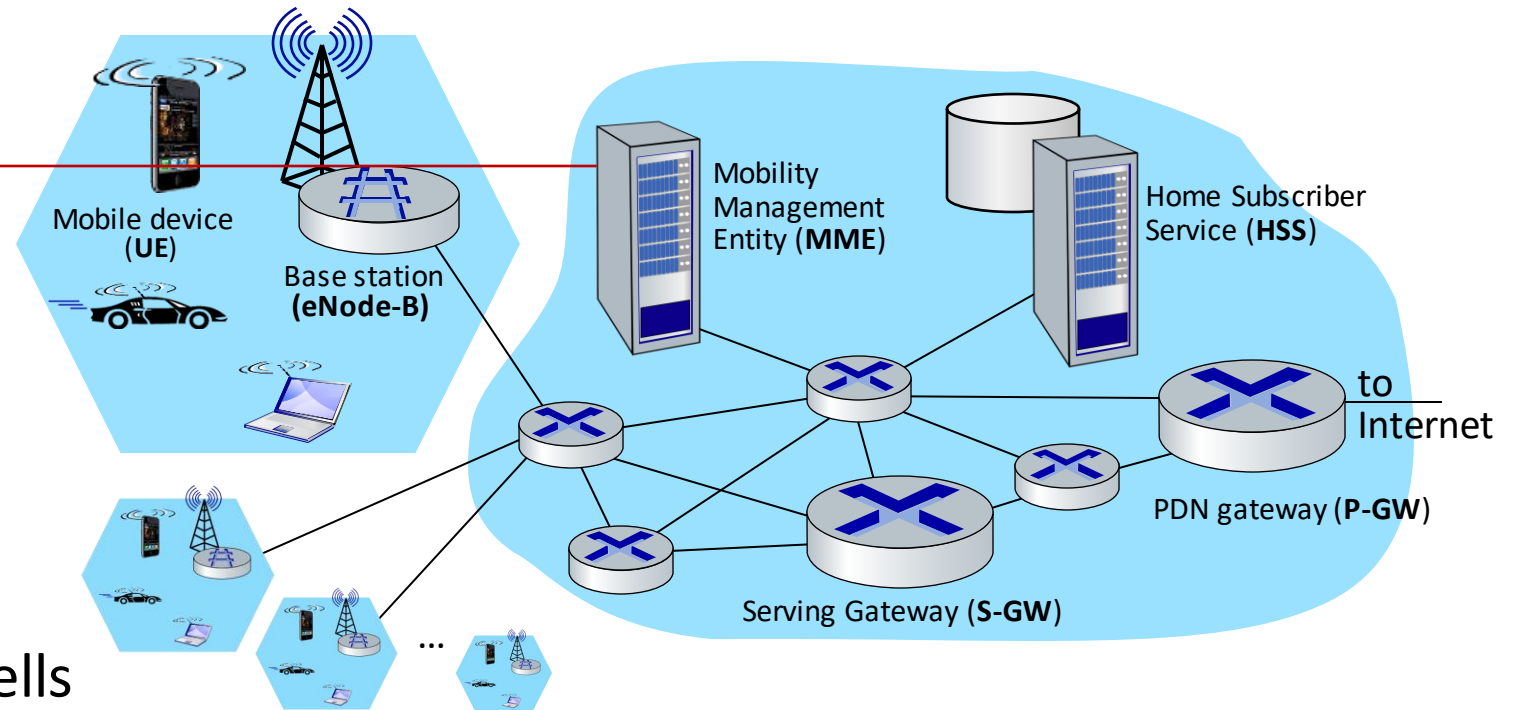 Mobile device
(UE)
Base station
(eNode-B)
Mobility
Management
Entity (MME)
Home Subscriber
Service (HSS)
to
Internet
PDN gateway (P-GW)
Serving Gateway (S-GW)
...
ells